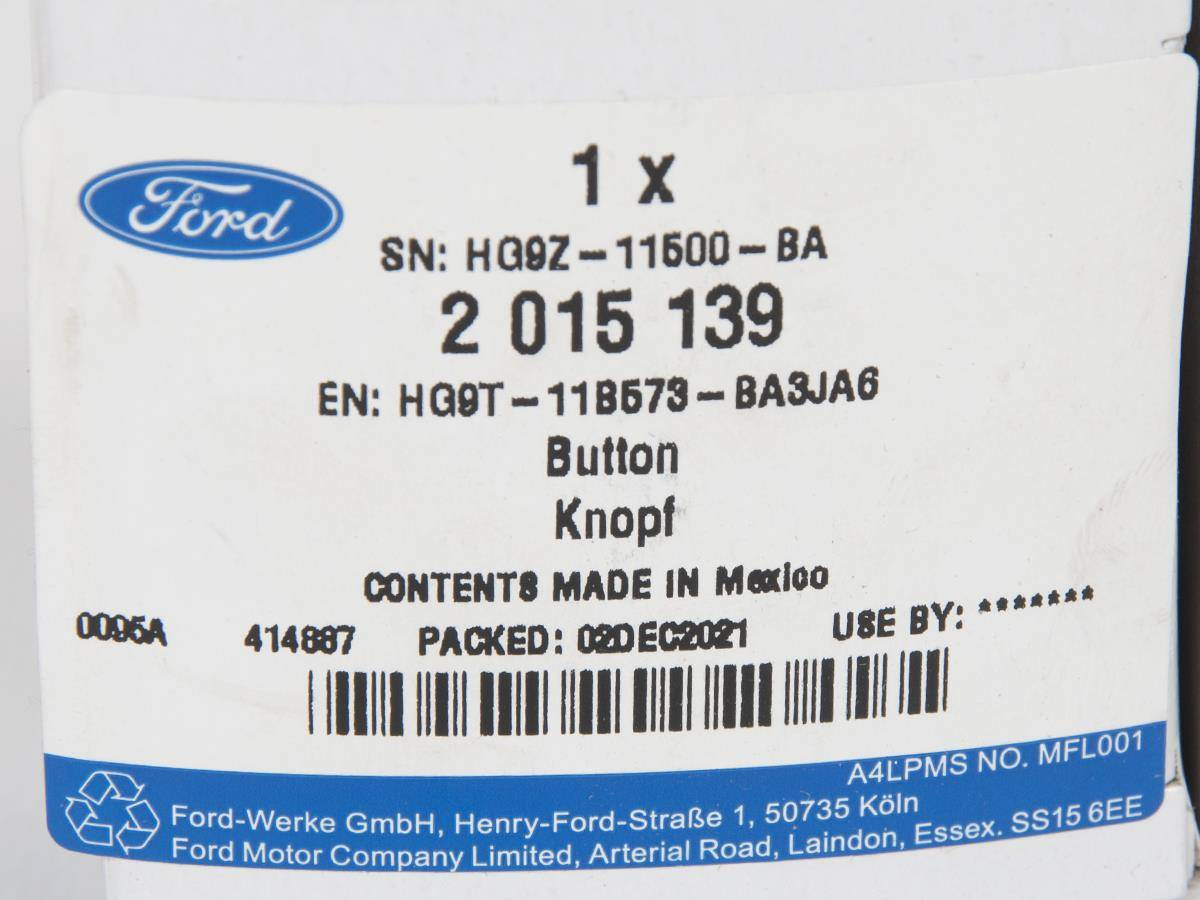 Ford
1 x
SN: HG9Z-11500-BA
2 015 139
EN: HG9T-11B573-BA3JA6
Button
Knopf
CONTENTS MADE IN Mexico
0095A 414887 PACKED: 02DEC2021 USE BY: *******
A4LPMS NO. MFL001
Ford-Werke GmbH, Henry-Ford-Straße 1, 50735 Köln
Ford Motor Company Limited, Arterial Road, Laindon, Essex. SS15 6EE